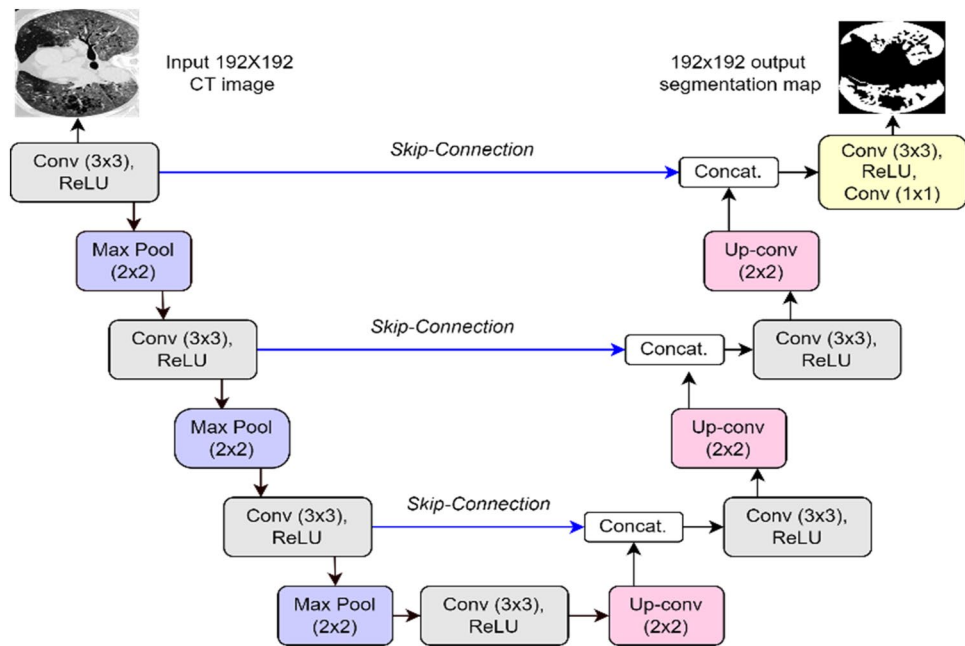 Input 192X192
CT image
192x192 output
segmentation map
Conv (3x3),
ReLU
Skip-Connection
Concat.
Conv (3x3),
ReLU,
Conv (1x1)
Max Pool
(2x2)
Up-conv
(2x2)
Conv (3x3),
ReLU
Skip-Connection
Concat.
Conv (3x3),
ReLU
Max Pool
(2x2)
Up-conv
(2x2)
Conv (3x3),
ReLU
Skip-Connection
Concat.
Conv (3x3),
ReLU
Max Pool
(2x2)
Conv (3x3),
ReLU
Up-conv
(2x2)